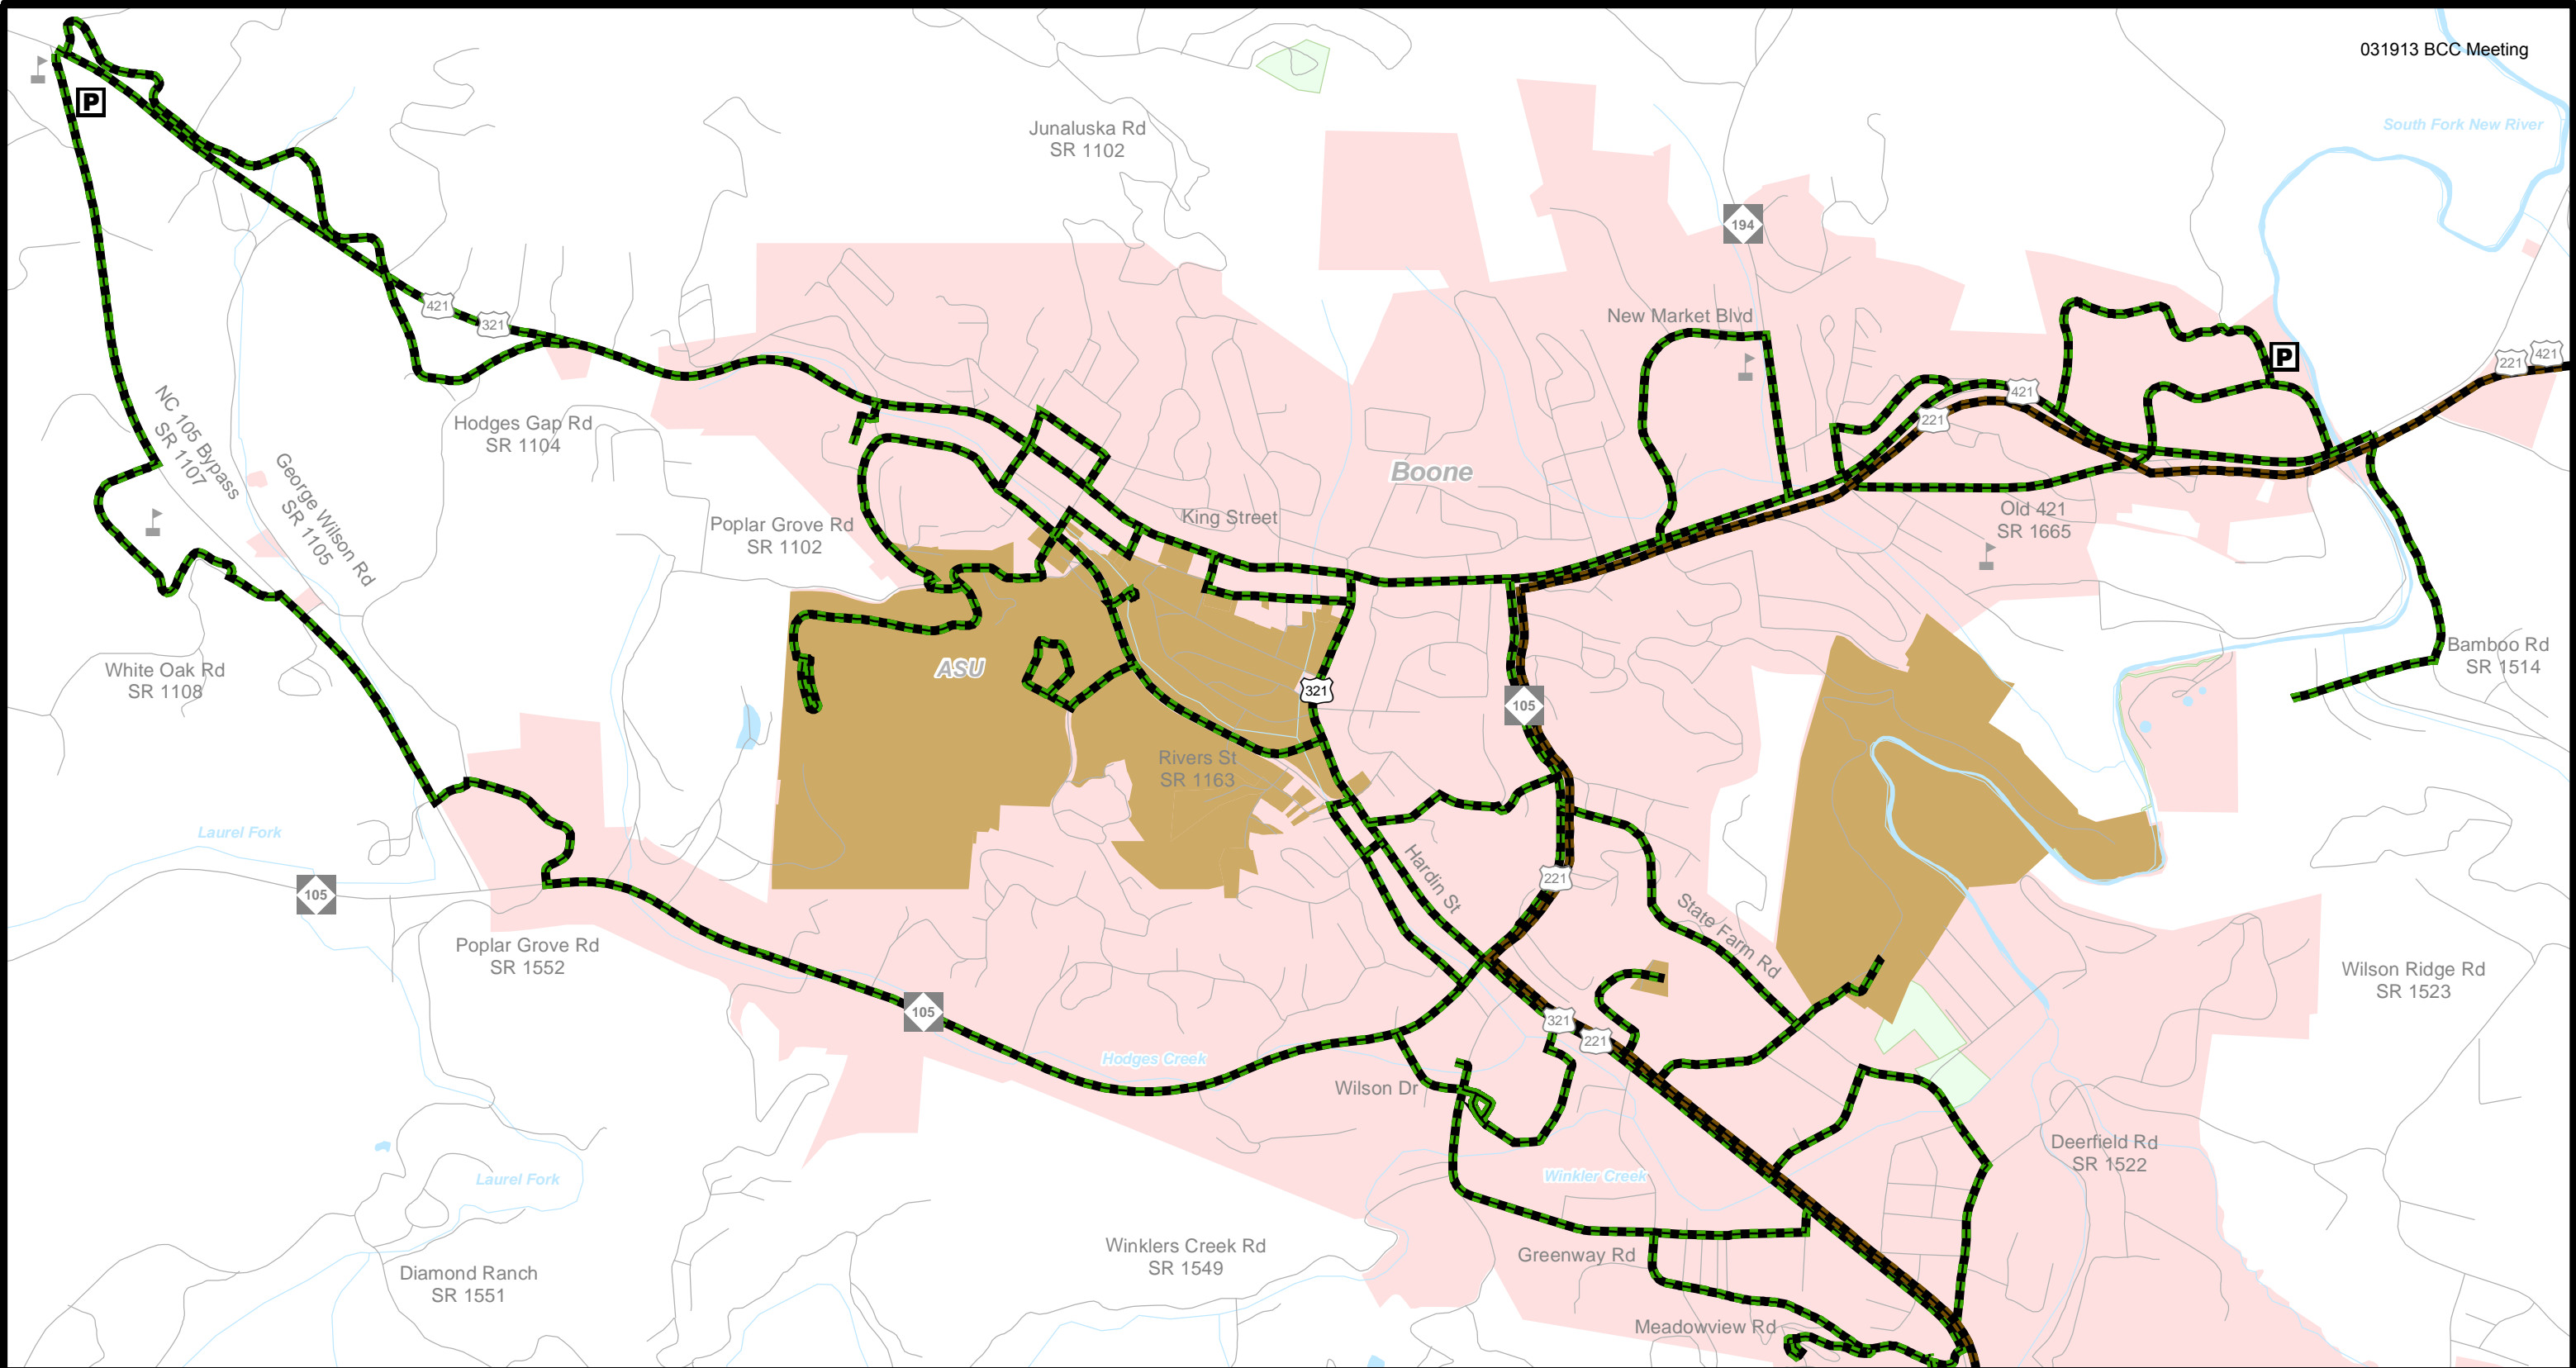 031913 BCC Meeting
P
South Fork New River
Junaluska Rd
SR 1102
194
421
321
New Market Blvd
P
221
421
421
221
NC 105 Bypass
SR 1107
Hodges Gap Rd
SR 1104
George Wilson Rd
SR 1105
Boone
Poplar Grove Rd
SR 1102
King Street
Old 421
SR 1665
White Oak Rd
SR 1108
ASU
321
105
Bamboo Rd
SR 1514
Rivers St
SR 1163
Laurel Fork
105
Hardin St
221
State Farm Rd
Poplar Grove Rd
SR 1552
Wilson Ridge Rd
SR 1523
105
321
221
Hodges Creek
Wilson Dr
Deerfield Rd
SR 1522
Laurel Fork
Winkler Creek
Winklers Creek Rd
SR 1549
Greenway Rd
Diamond Ranch
SR 1551
Meadowview Rd